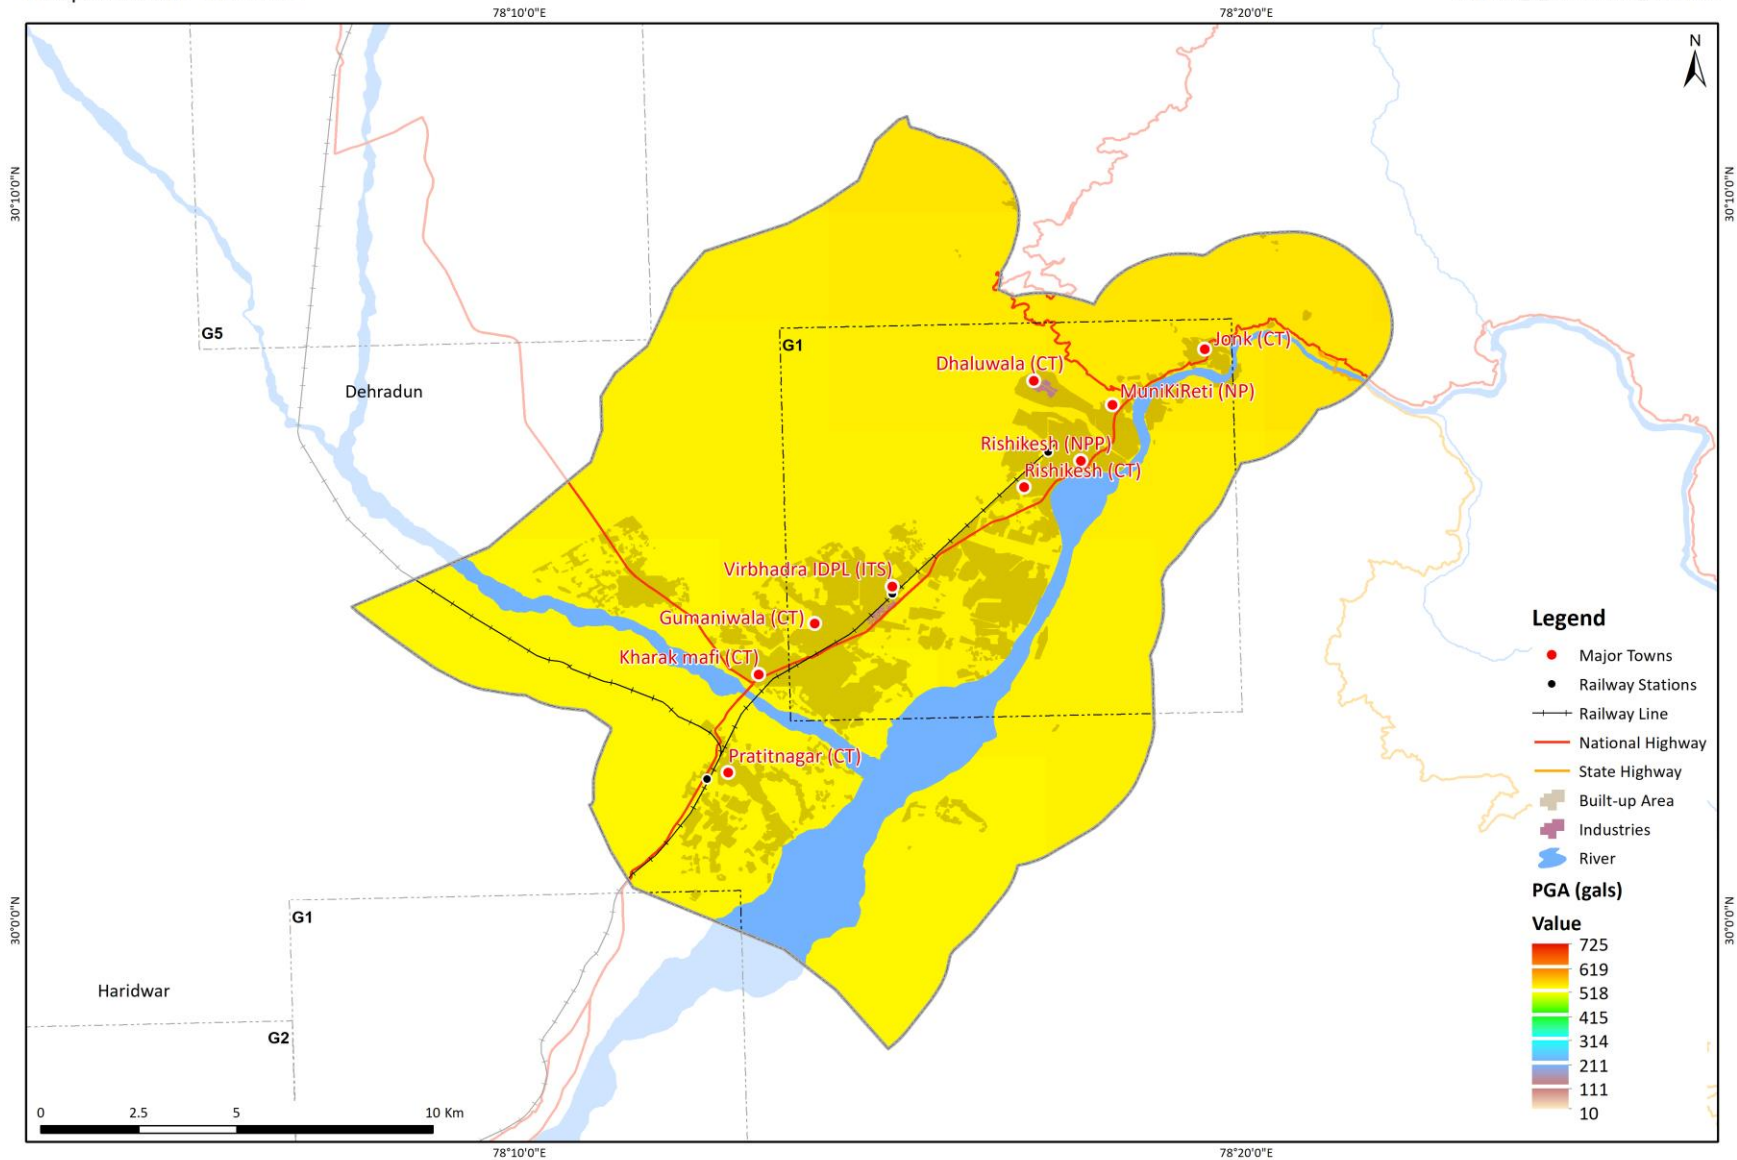 78°10'0"E
78°20'0"E
N
30°10'0"N
30°10'0"N
G5
G1
Jonk (CT)
Dhaluwala (CT)
Dehradun
MuniKiReti (NP)
Rishikesh (NPP)
Rishikesh (CT)
Virbhadra IDPL (ITS)
Gumaniwala (CT)
Kharak mafi (CT)
Pratitnagar (CT)
Legend
Major Towns
Railway Stations
Railway Line
National Highway
State Highway
Built-up Area
Industries
River
PGA (gals)
Value
725
619
518
415
314
211
111
10
30°0'0"N
30°0'0"N
G1
Haridwar
G2
0 2.5 5 10 Km
78°10'0"E
78°20'0"E